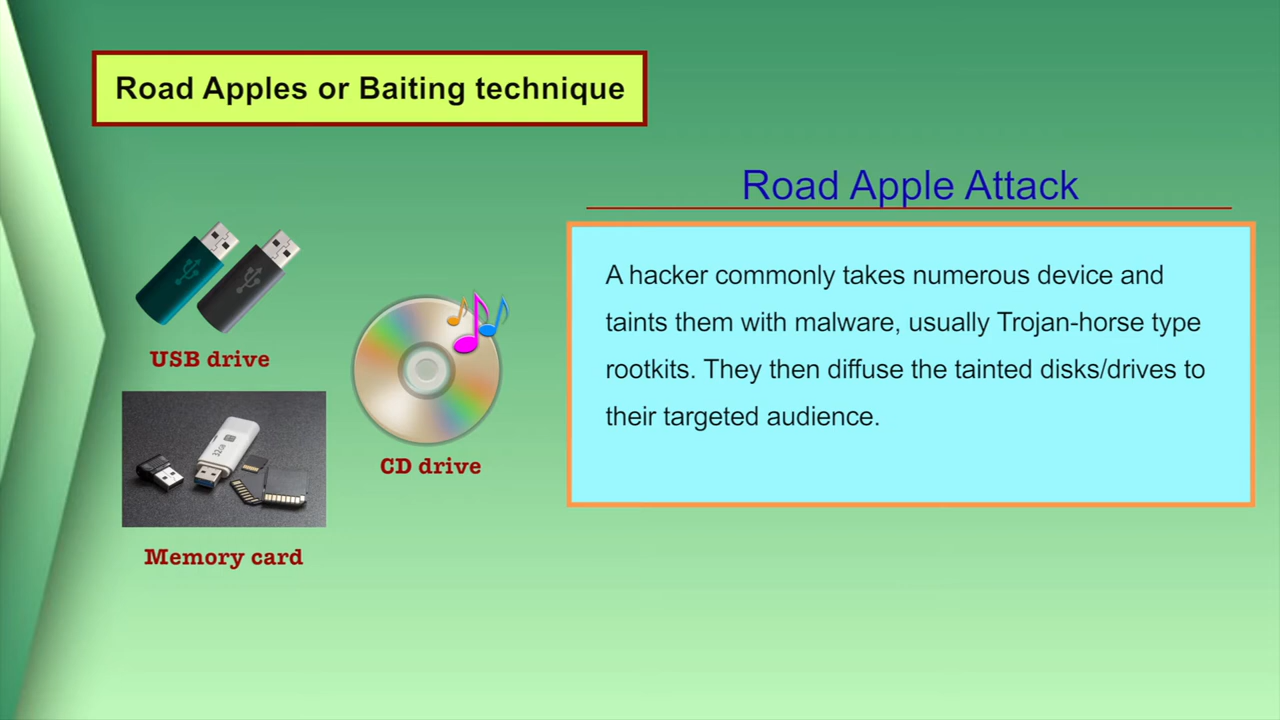 Road Apples or Baiting technique
Road Apple Attack
A hacker commonly takes numerous device and
taints them with malware, usually Trojan-horse type
rootkits. They then diffuse the tainted disks/drives to
their targeted audience.
USB drive
CD drive
32GB
Memory card